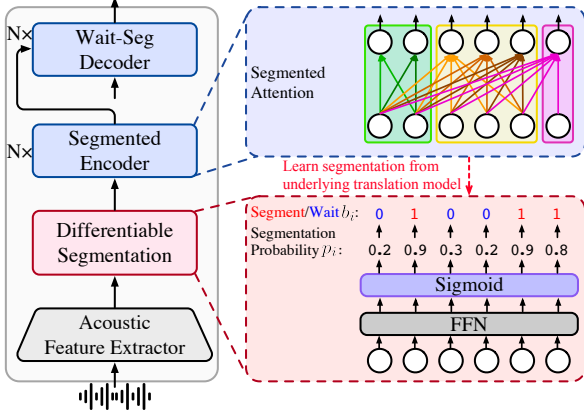 N×
Wait-Seg
Decoder
N×
Segmented
Encoder
Differentiable
Segmentation
Acoustic
Feature Extractor
Segmented
Attention
Learn segmentation from
underlying translation model
Segment/Wait b_i: 0 1 0 0 1 1
Segmentation
Probability p_i: 0.2 0.9 0.3 0.2 0.9 0.8
Sigmoid
FFN